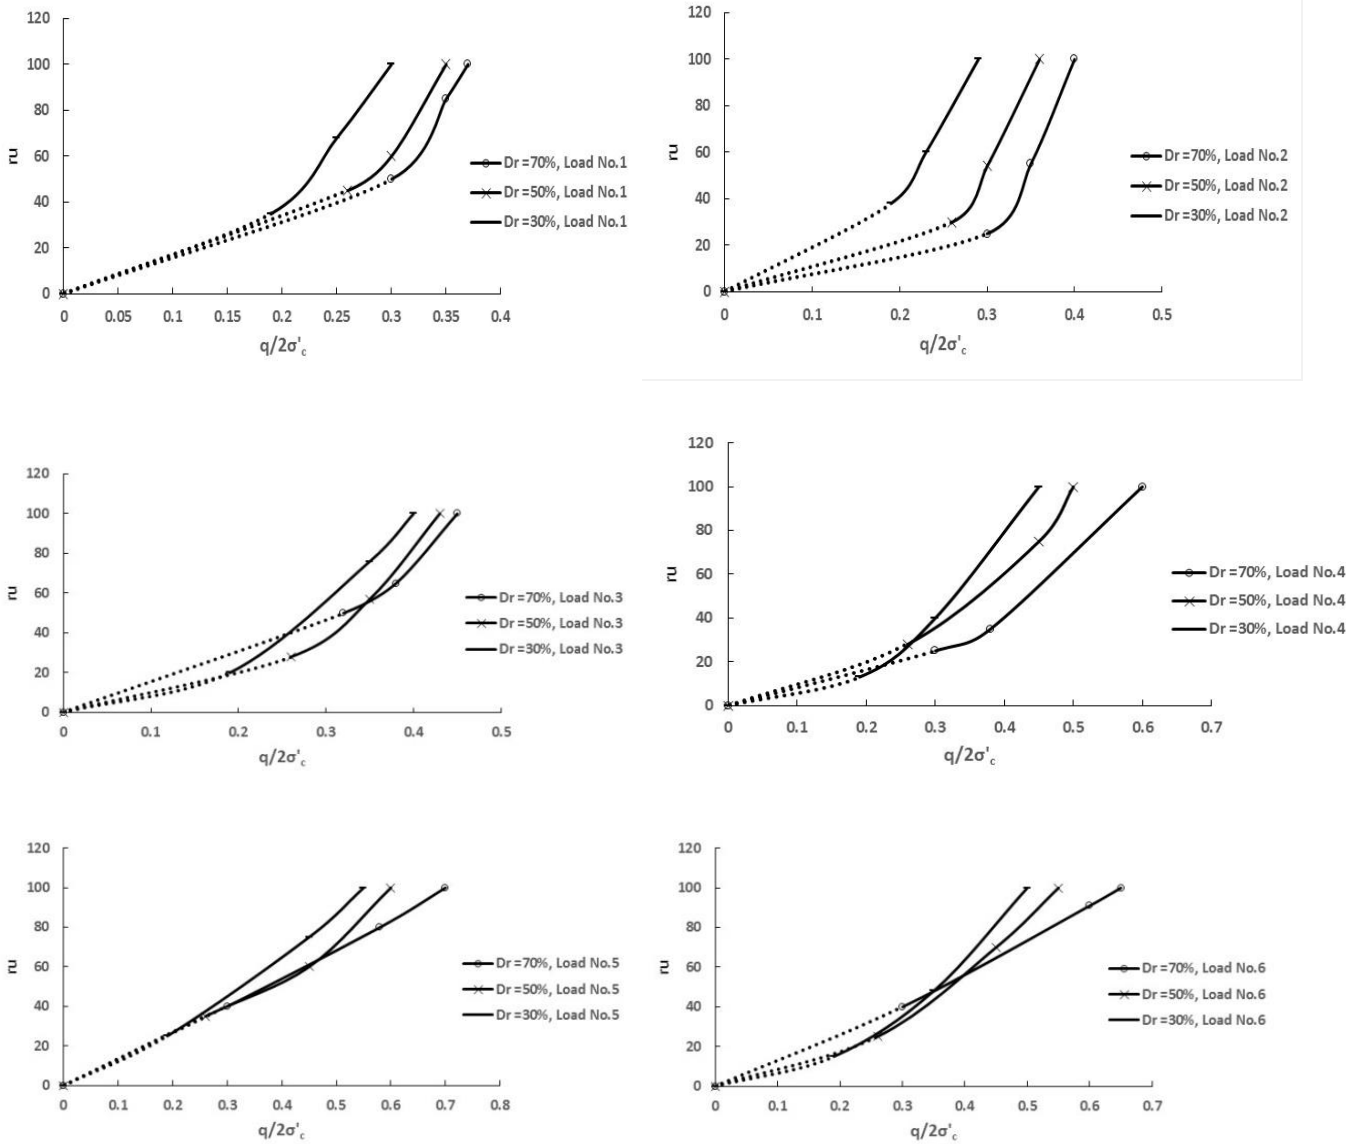 120
100
80
60
40
20
0
ru
0 0.05 0.1 0.15 0.2 0.25 0.3 0.35 0.4
q/2σ'c
Dr =70%, Load No.1
Dr =50%, Load No.1
Dr =30%, Load No.1
120
100
80
60
40
20
0
ru
0 0.1 0.2 0.3 0.4 0.5
q/2σ'c
Dr =70%, Load No.2
Dr =50%, Load No.2
Dr =30%, Load No.2
120
100
80
60
40
20
0
ru
0 0.1 0.2 0.3 0.4 0.5
q/2σ'c
Dr =70%, Load No.3
Dr =50%, Load No.3
Dr =30%, Load No.3
120
100
80
60
40
20
0
ru
0 0.1 0.2 0.3 0.4 0.5 0.6 0.7
q/2σ'c
Dr =70%, Load No.4
Dr =50%, Load No.4
Dr =30%, Load No.4
120
100
80
60
40
20
0
ru
0 0.1 0.2 0.3 0.4 0.5 0.6 0.7 0.8
q/2σ'c
Dr =70%, Load No.5
Dr =50%, Load No.5
Dr =30%, Load No.5
120
100
80
60
40
20
0
ru
0 0.1 0.2 0.3 0.4 0.5 0.6 0.7
q/2σ'c
Dr =70%, Load No.6
Dr =50%, Load No.6
Dr =30%, Load No.6